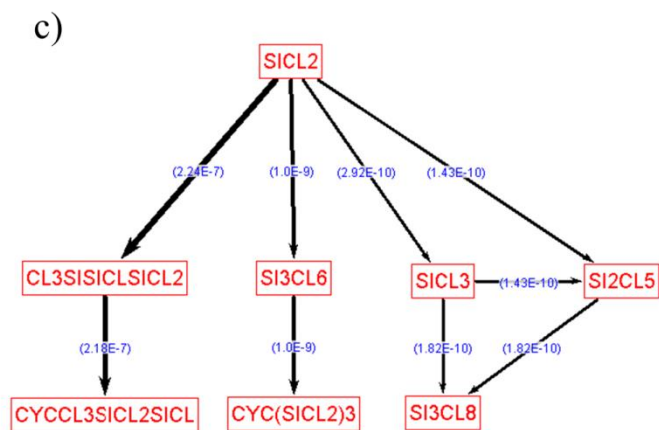 c)
SICL2
(2.24E-7)
(1.0E-9)
(2.92E-10)
(1.43E-10)
CL3SISICLSICL2
SI3CL6
SICL3
(1.43E-10)
SI2CL5
(2.18E-7)
(1.0E-9)
(1.82E-10)
(1.82E-10)
CYCCL3SICL2SICL
CYC(SICL2)3
SI3CL8